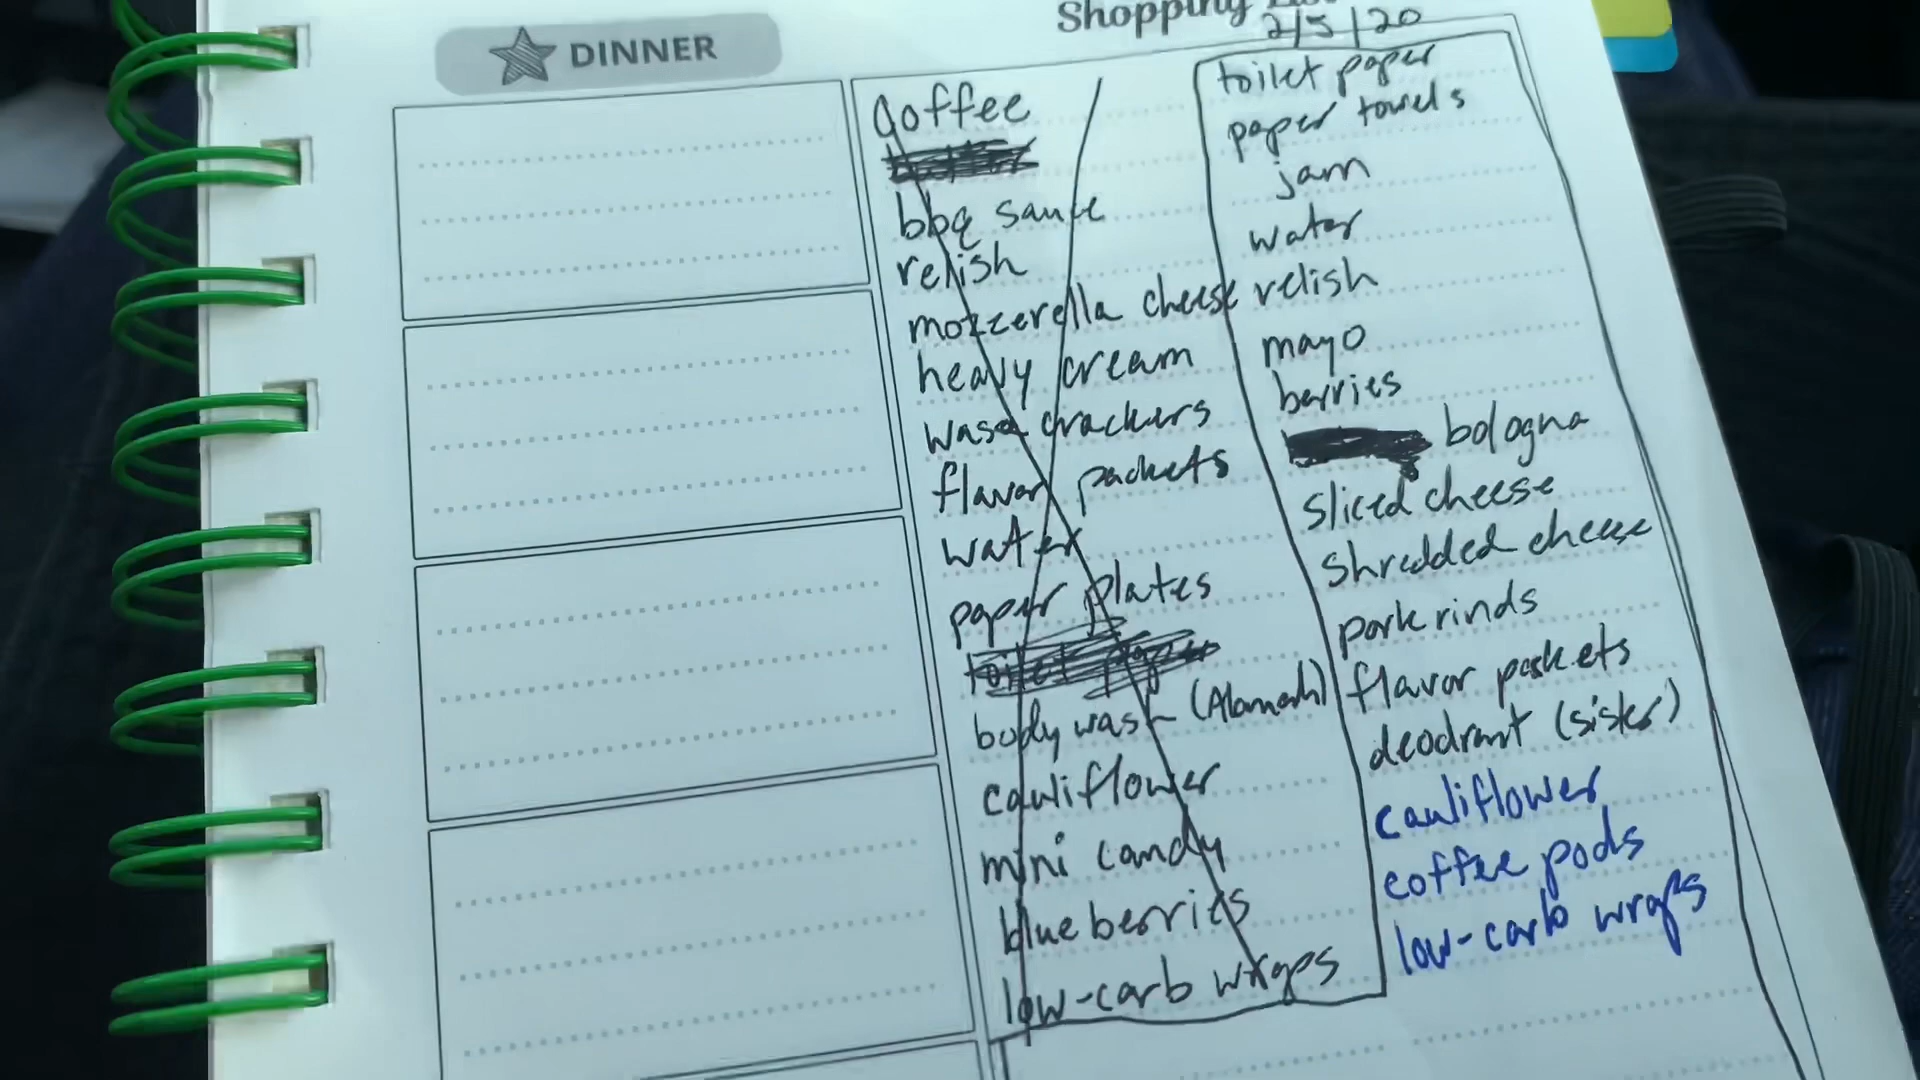 DINNER
Shopping
2/5/20
Coffee
bbq sauce
relish
mozzerella cheese
heavy cream
wasa crackers
flavor packets
water
paper plates
toilet paper
body wash
cauliflower
mini candy
blueberries
low-carb wraps
toilet paper
paper towels
jam
water
relish
mayo
berries
bologna
sliced cheese
shredded cheese
pork rinds
flavor packets
deodrant (sister)
cauliflower
coffee pods
low-carb wraps